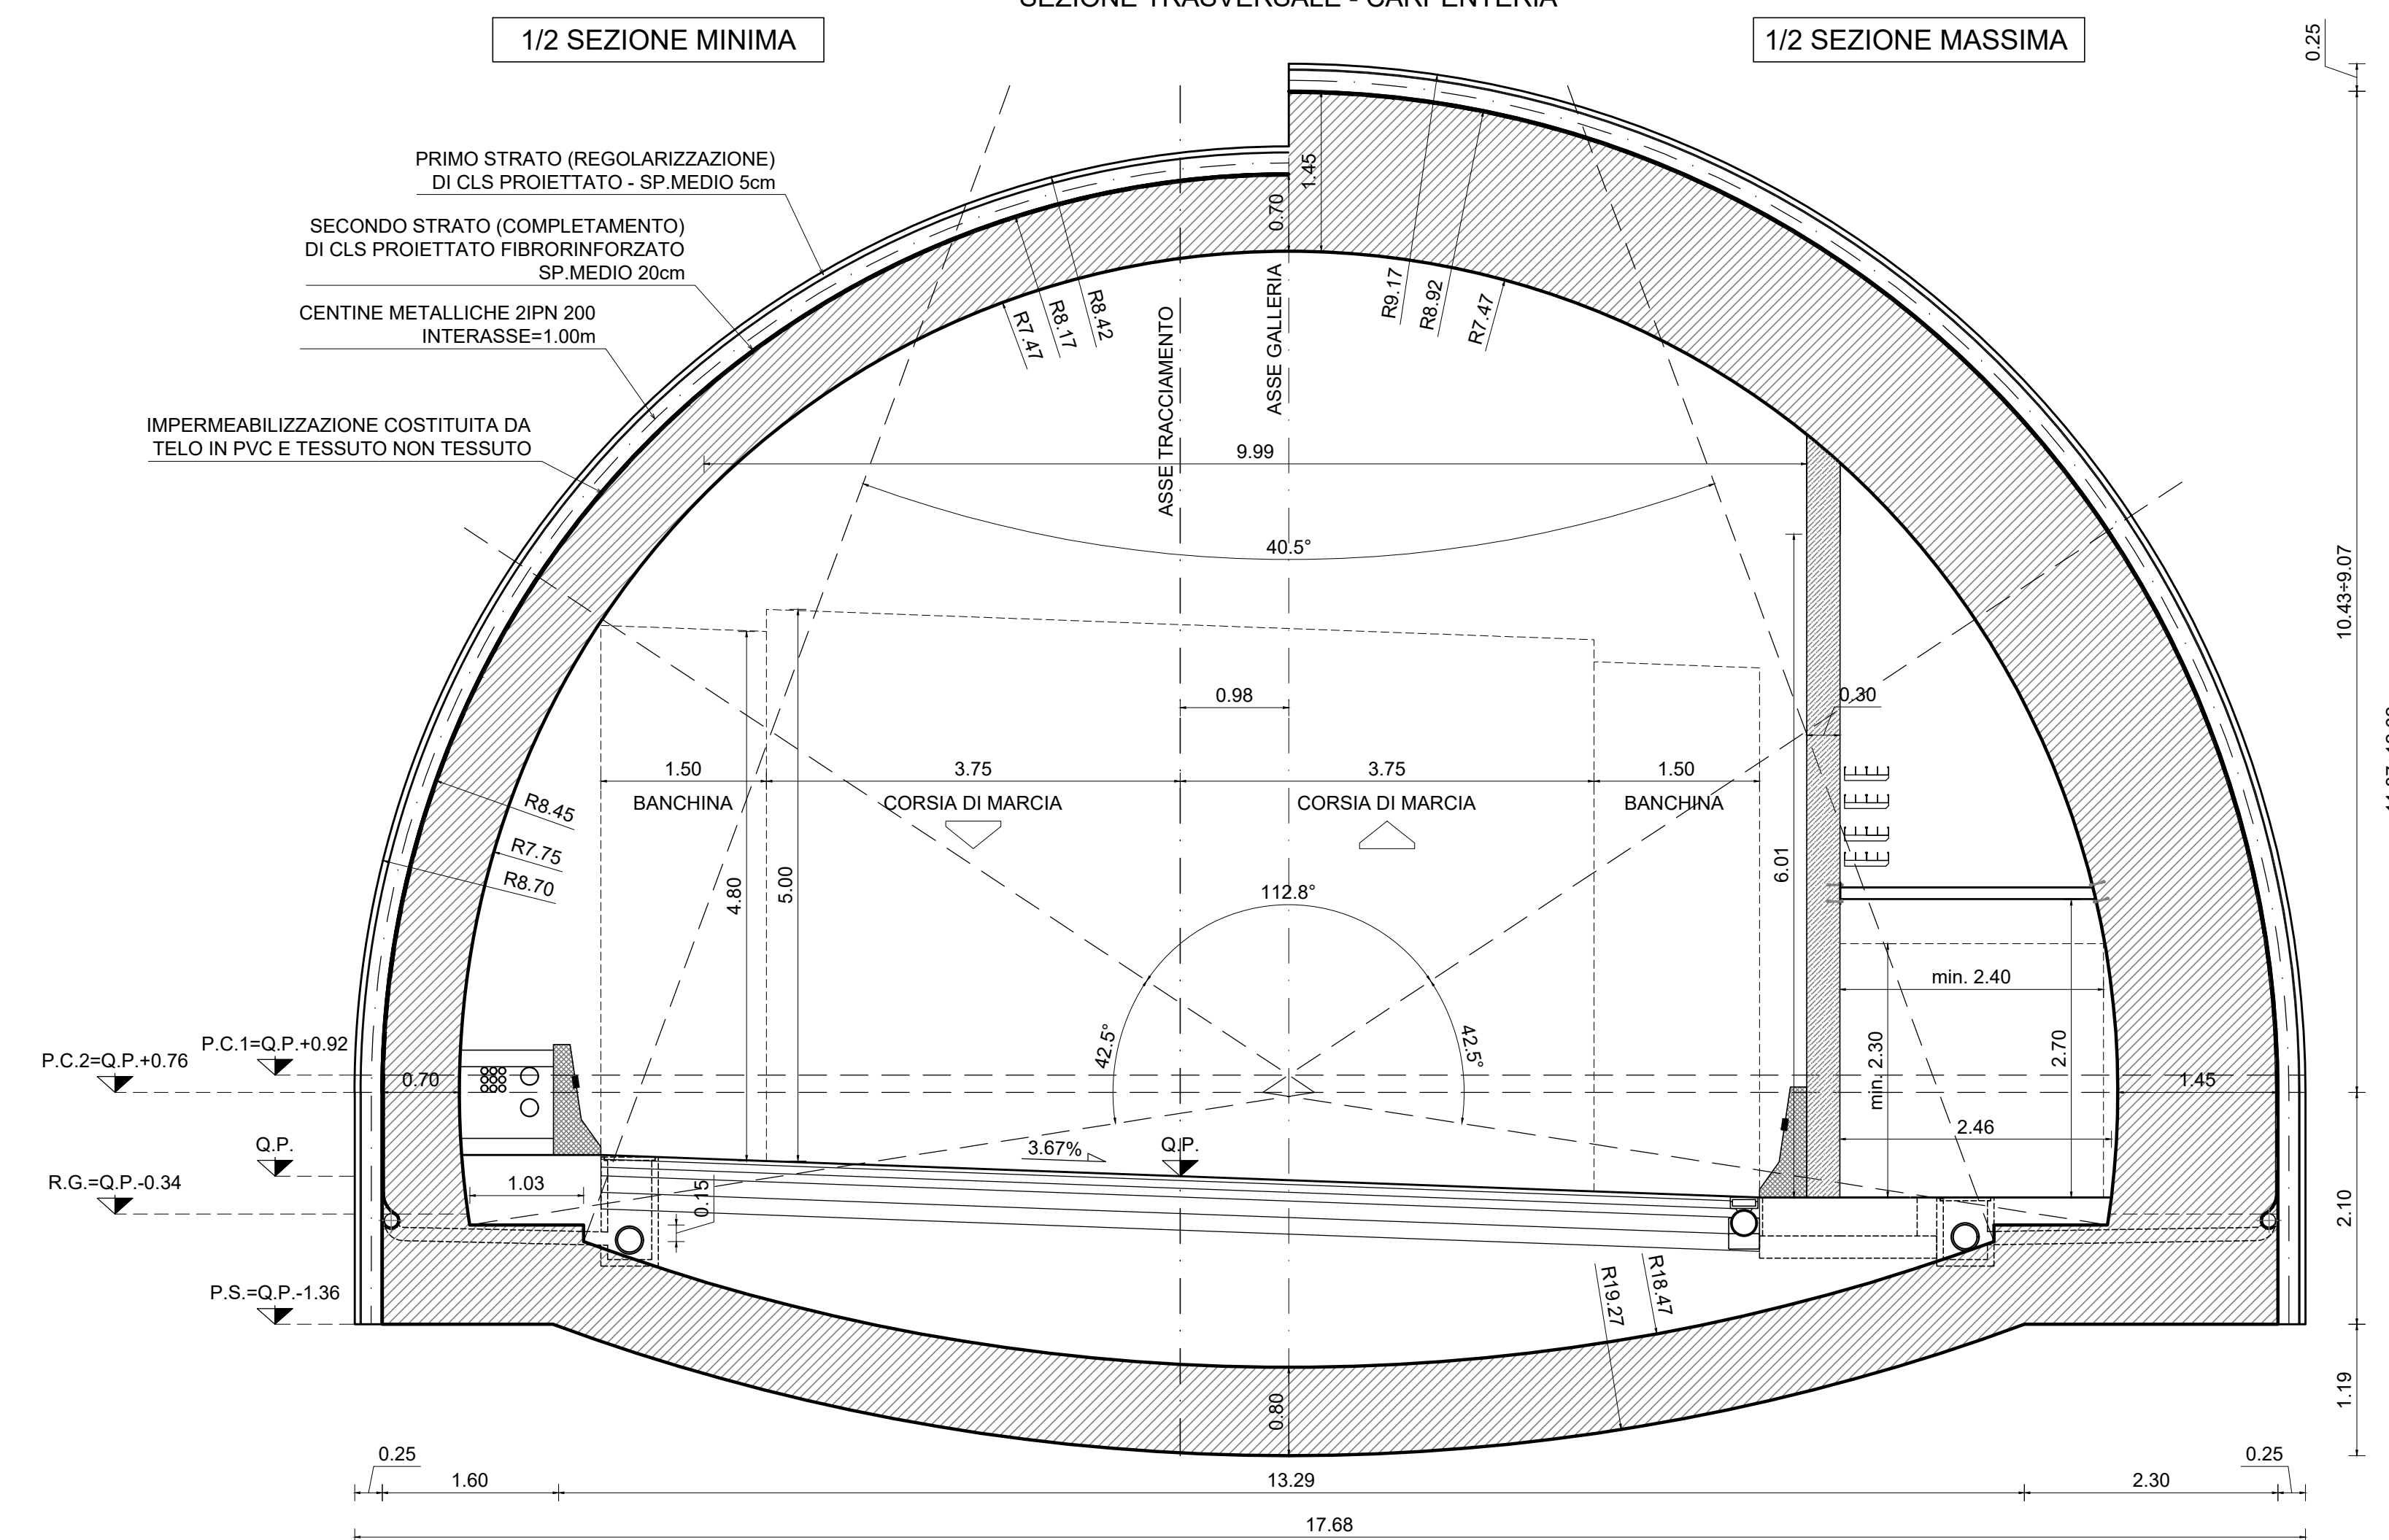 SEZIONE TRASVERSALE - CARPENTERIA
1/2 SEZIONE MINIMA
1/2 SEZIONE MASSIMA
0.25
PRIMO STRATO (REGOLARIZZAZIONE)
DI CLS PROIETTATO - SP.MEDIO 5cm
SECONDO STRATO (COMPLETAMENTO)
DI CLS PROIETTATO FIBRORINFORZATO
SP.MEDIO 20cm
CENTINE METALLICHE 2IPN 200
INTERASSE=1.00m
IMPERMEABILIZZAZIONE COSTITUITA DA
TELO IN PVC E TESSUTO NON TESSUTO
1.45
0.70
R7.47
R8.17
R8.42
R9.17
R8.92
R7.47
ASSE TRACCIAMENTO
ASSE GALLERIA
9.99
40.5°
10.43÷9.07
0.98
0.30
1.50
3.75
3.75
1.50
BANCHINA
CORSIA DI MARCIA
CORSIA DI MARCIA
BANCHINA
R8.45
R7.75
R8.70
4.80
5.00
6.01
112.8°
42.5°
42.5°
min. 2.40
min. 2.30
2.70
2.46
P.C.1=Q.P.+0.92
P.C.2=Q.P.+0.76
0.70
1.45
Q.P.
3.67%
Q.P.
R.G.=Q.P.-0.34
1.03
0.15
2.10
P.S.=Q.P.-1.36
R19.27
R18.47
0.80
1.19
0.25
1.60
13.29
2.30
0.25
17.68